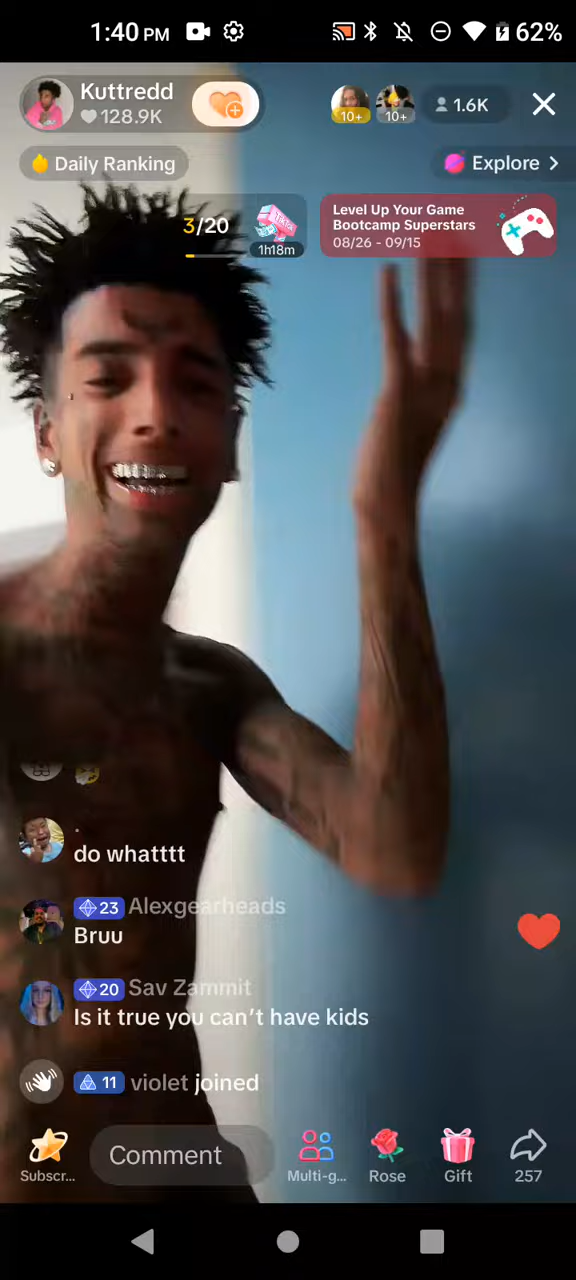 1:40 PM
62%
Kuttredd
128.9K
10+
10+
1.6K
Daily Ranking
Explore >
3/20
TikTok
1h18m
Level Up Your Game
Bootcamp Superstars
08/26 - 09/15
.
do whatttt
23 Alexgearheads
Bruu
20 Sav Zammit
Is it true you can't have kids
11 violet joined
Comment
Subscr...
Multi-g...
Rose
Gift
257